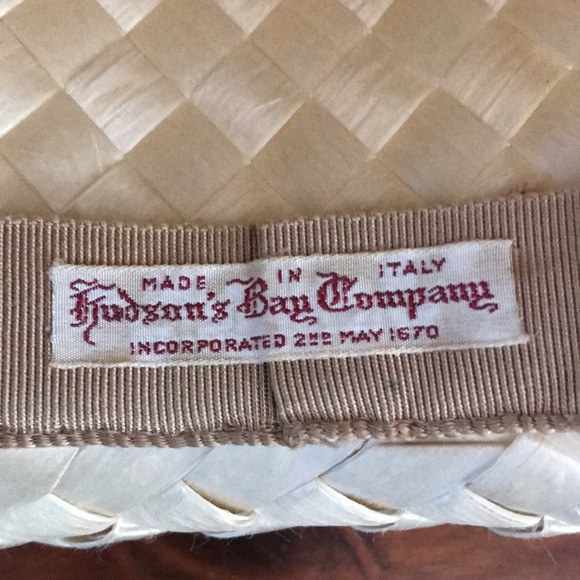 MADE IN ITALY
Hudson's Bay Company
INCORPORATED 2ND MAY 1670